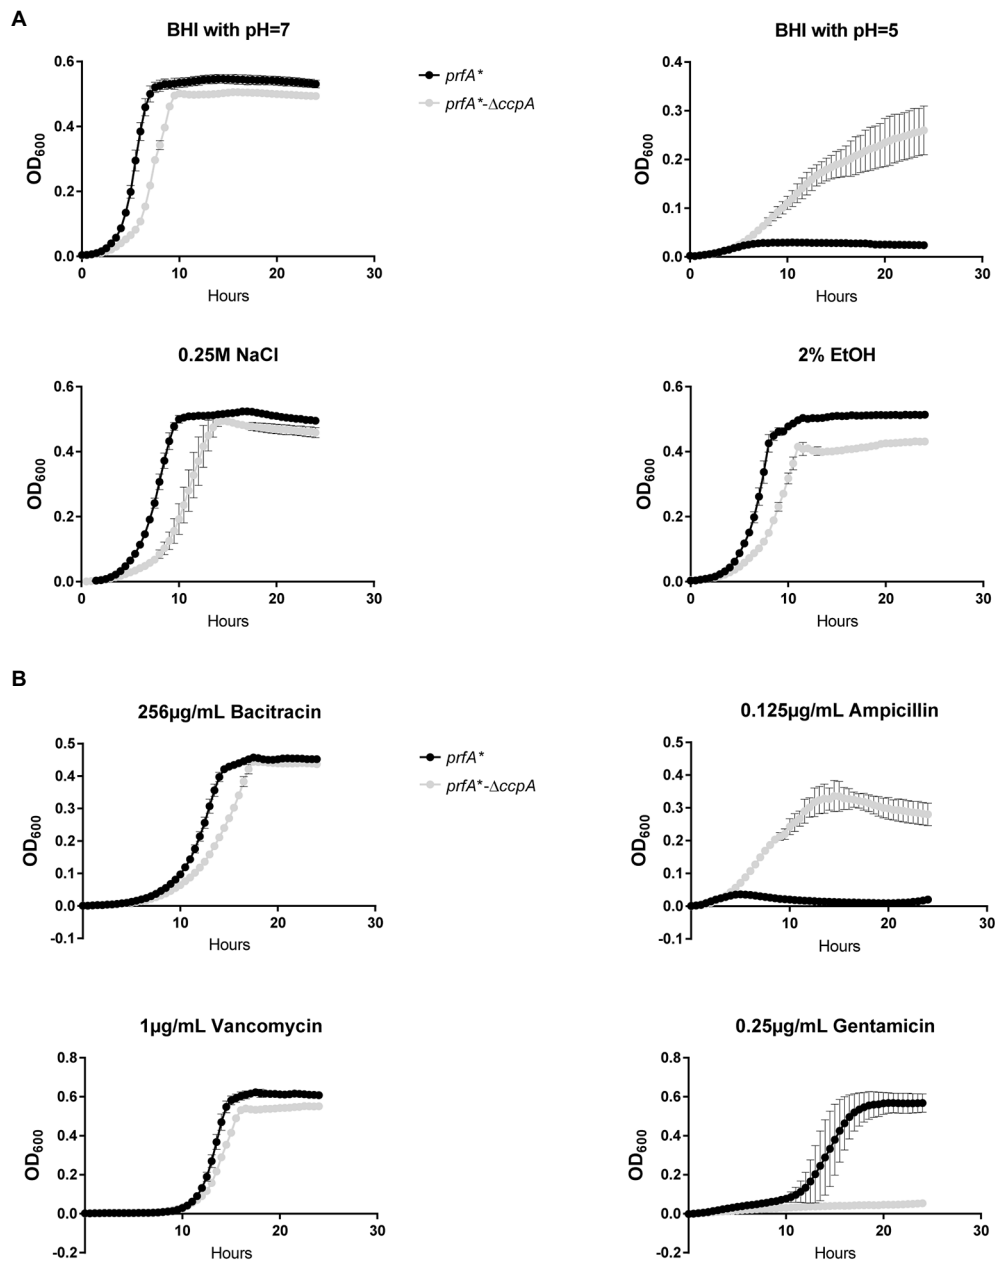 A
BHI with pH=7
0.6
0.4
0.2
0.0
OD600
0 10 20 30
Hours
prfA*
prfA*-ΔccpA
BHI with pH=5
0.4
0.3
0.2
0.1
0.0
OD600
0 10 20 30
Hours
0.25M NaCl
0.6
0.4
0.2
0.0
OD600
0 10 20 30
Hours
2% EtOH
0.6
0.4
0.2
0.0
OD600
0 10 20 30
Hours
B
256µg/mL Bacitracin
0.5
0.4
0.3
0.2
0.1
0.0
-0.1
OD600
10 20 30
Hours
prfA*
prfA*-ΔccpA
0.125µg/mL Ampicillin
0.5
0.4
0.3
0.2
0.1
0.0
-0.1
OD600
10 20 30
Hours
1µg/mL Vancomycin
0.8
0.6
0.4
0.2
0.0
-0.2
OD600
10 20 30
Hours
0.25µg/mL Gentamicin
0.8
0.6
0.4
0.2
0.0
-0.2
OD600
10 20 30
Hours